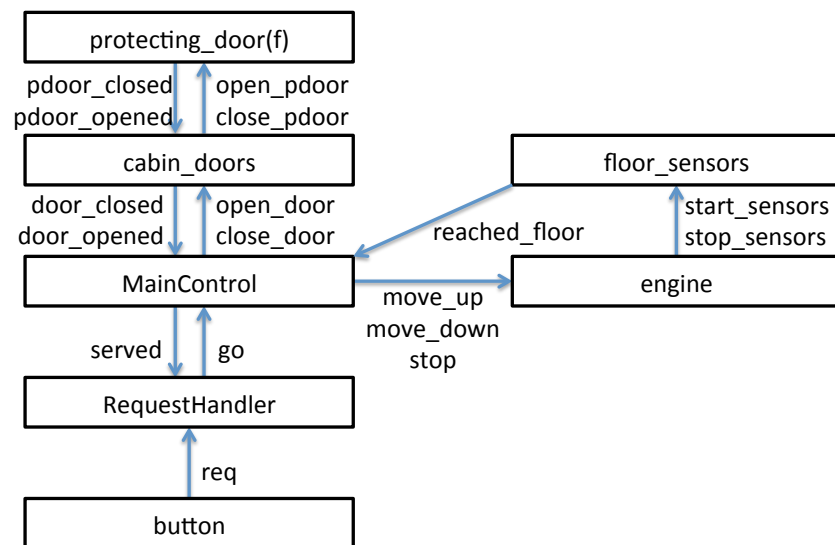 protecting_door(f)
pdoor_closed
pdoor_opened
open_pdoor
close_pdoor
cabin_doors
floor_sensors
door_closed
door_opened
open_door
close_door
reached_floor
start_sensors
stop_sensors
MainControl
engine
move_up
move_down
stop
served
go
RequestHandler
req
button